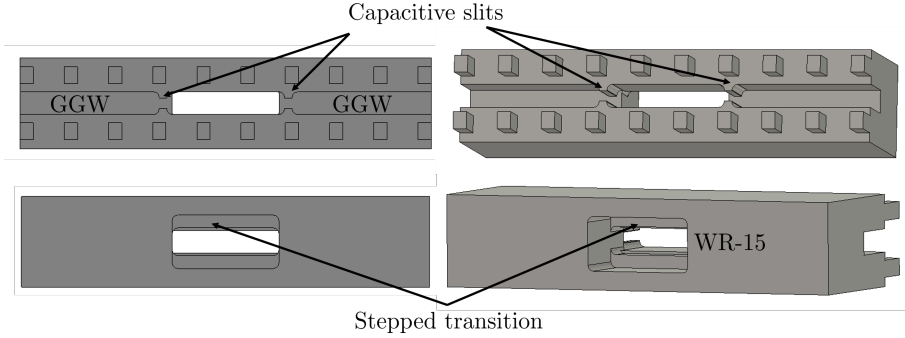 Capacitive slits
GGW
GGW
WR-15
Stepped transition